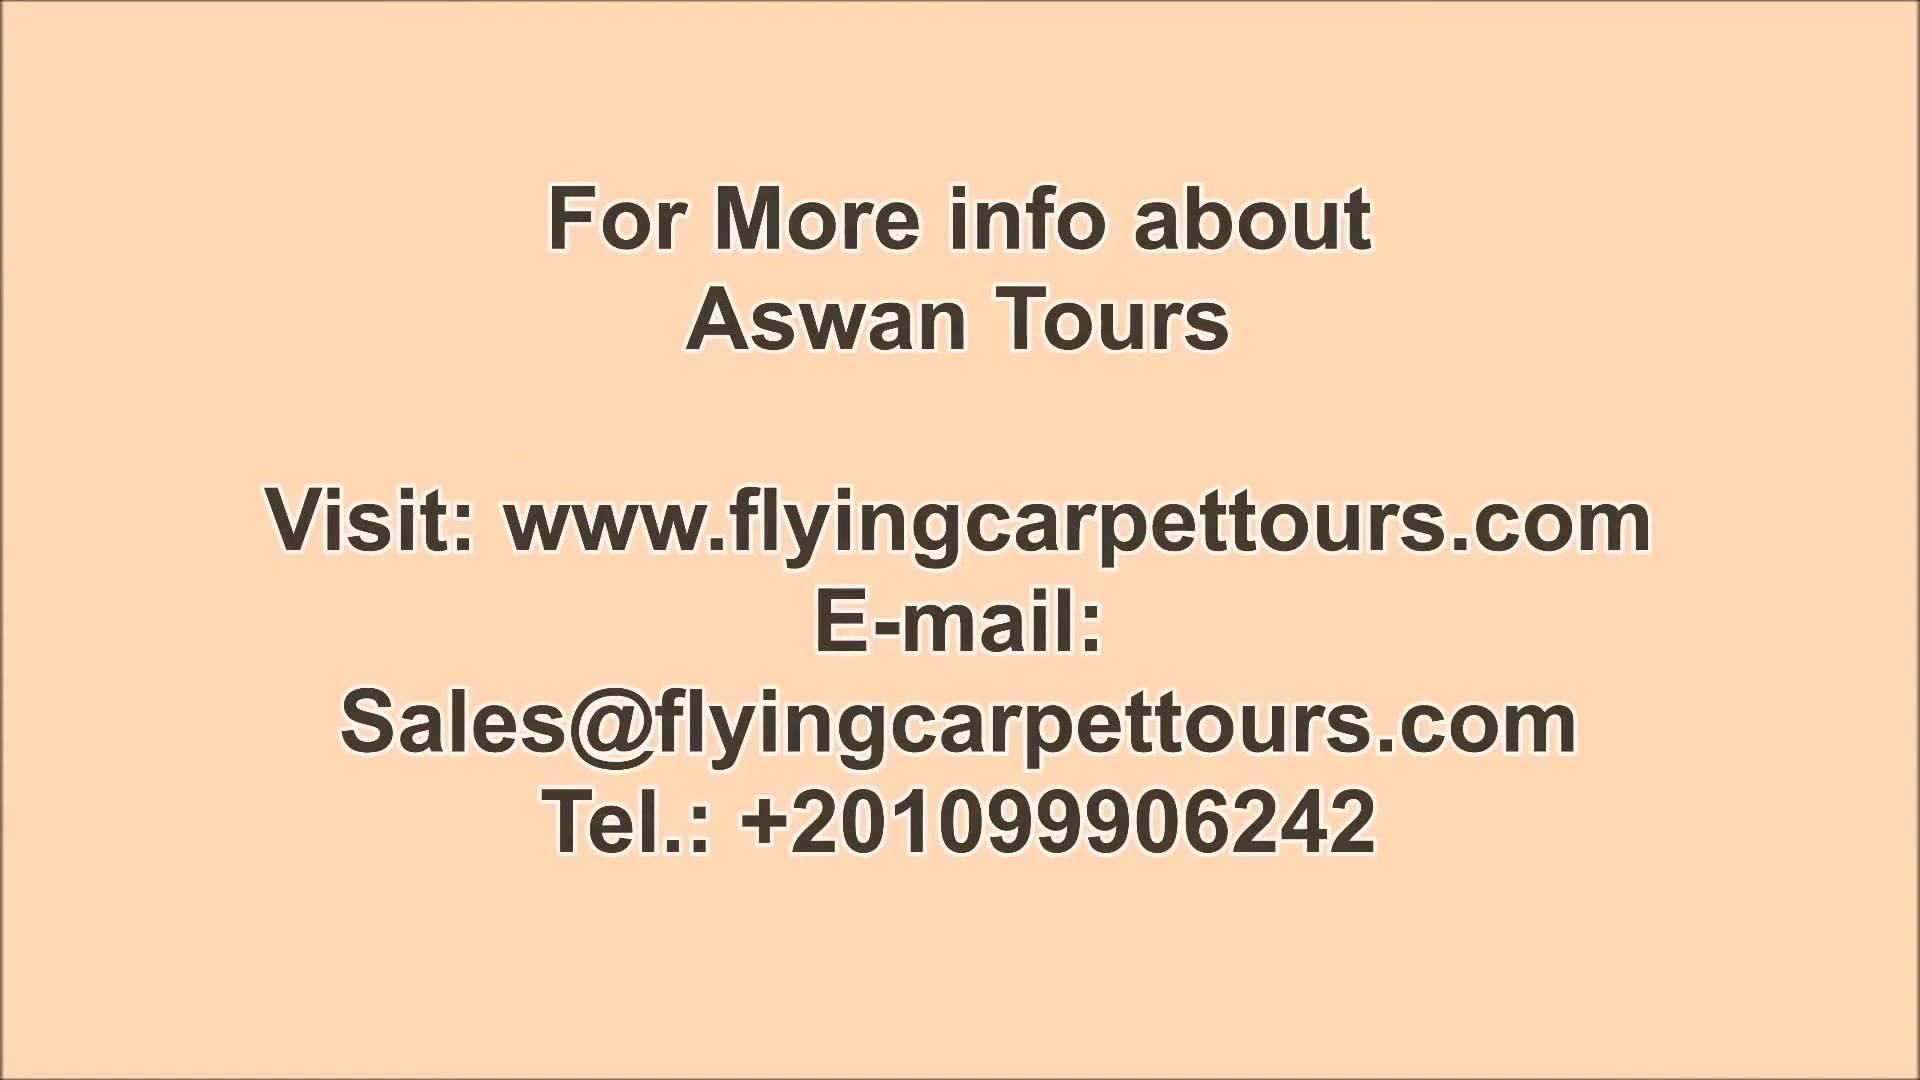 For More info about
Aswan Tours
Visit: www.flyingcarpettours.com
E-mail:
Sales@flyingcarpettours.com
Tel.: +201099906242